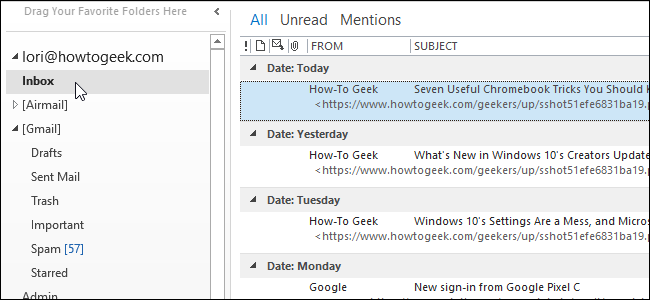 Drag Your Favorite Folders Here
lori@howtogeek.com
Inbox
[Airmail]
[Gmail]
Drafts
Sent Mail
Trash
Important
Spam [57]
Starred
Admin
All Unread Mentions
! FROM SUBJECT
Date: Today
How-To Geek Seven Useful Chromebook Tricks You Should K
<https://www.howtogeek.com/geekers/up/sshot51efe6831ba19.p
Date: Yesterday
How-To Geek What's New in Windows 10's Creators Update
<https://www.howtogeek.com/geekers/up/sshot51efe6831ba19.p
Date: Tuesday
How-To Geek Windows 10's Settings Are a Mess, and Micros
<https://www.howtogeek.com/geekers/up/sshot51efe6831ba19.p
Date: Monday
Google New sign-in from Google Pixel C